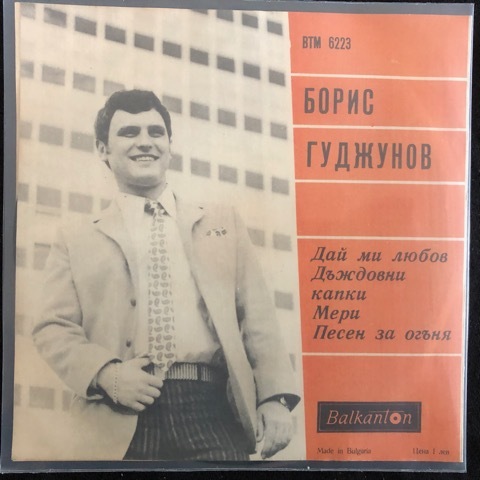 ВТМ 6223
БОРИС
ГУДЖУНОВ
Дай ми любов
Дъждовни
капки
Мери
Песен за огъня
Balkanton
Made in Bulgaria
Цена 1 лв.